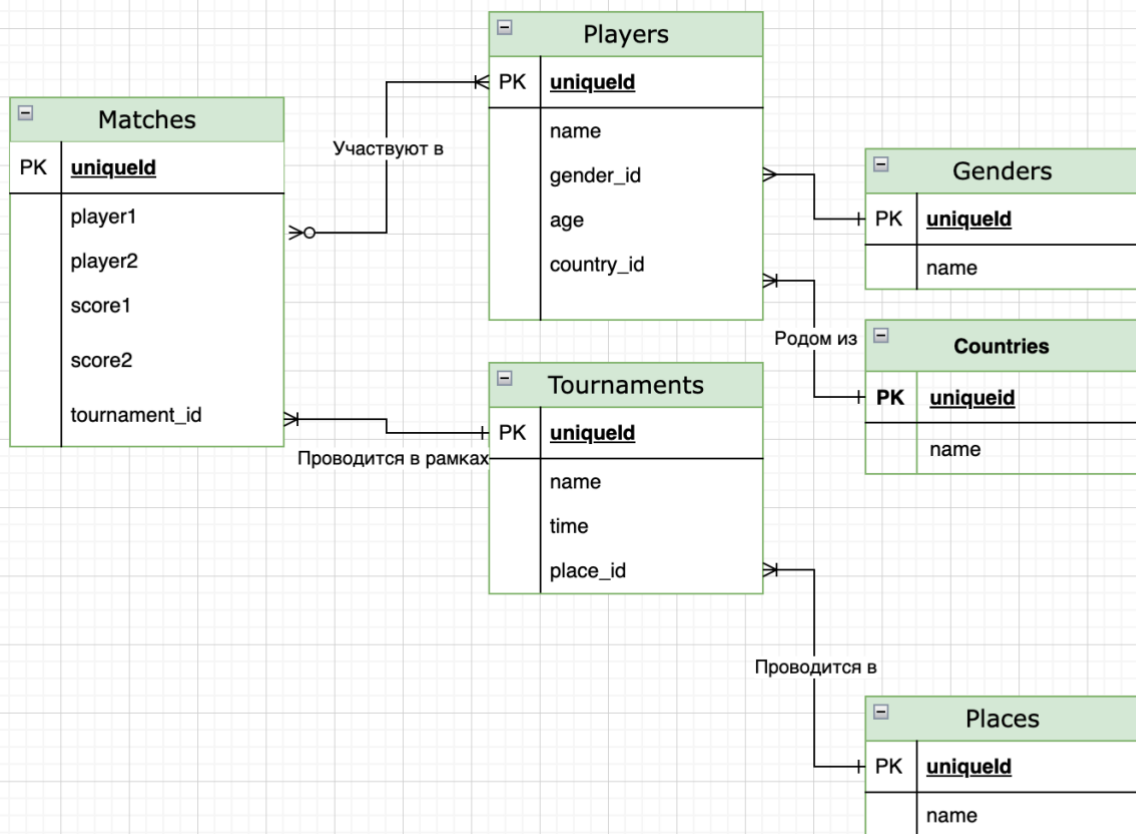 Players
PK uniqueId
name
gender_id
age
country_id
Matches
PK uniqueId
player1
player2
score1
score2
tournament_id
Участвуют в
Genders
PK uniqueId
name
Родом из
Countries
PK uniqueid
name
Tournaments
PK uniqueId
name
time
place_id
Проводится в рамках
Проводится в
Places
PK uniqueId
name